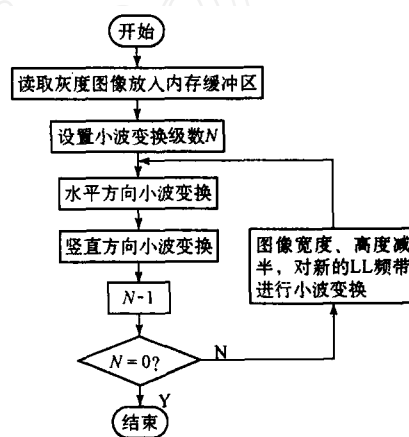 开始
读取灰度图像放入内存缓冲区
设置小波变换级数N
水平方向小波变换
竖直方向小波变换
图像宽度、高度减
半，对新的LL频带
进行小波变换
N-1
N=0?
N
Y
结束